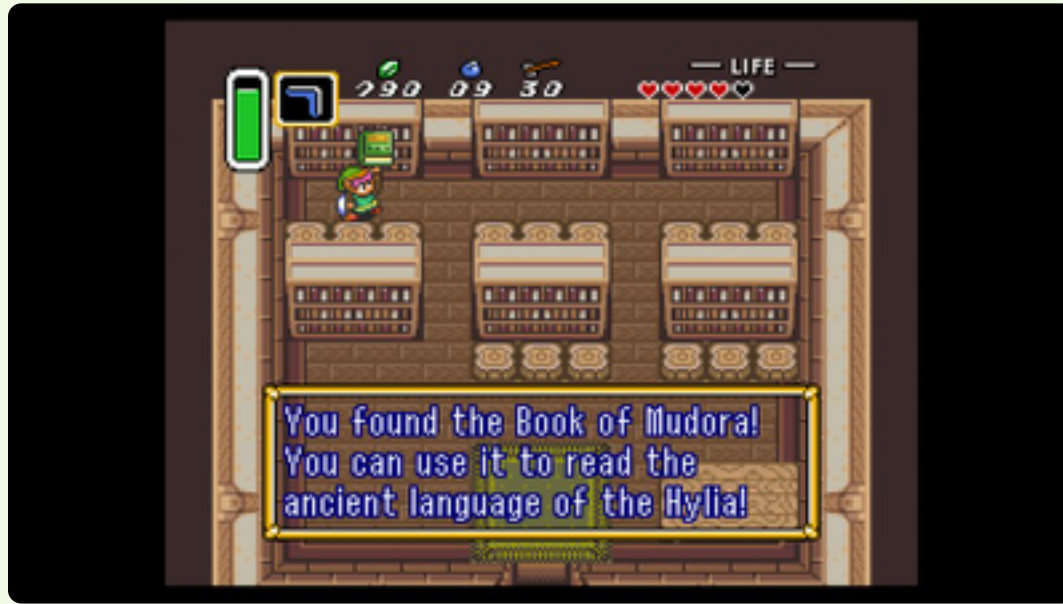 — LIFE —
790 09 30
You found the Book of Mudora!
You can use it to read the
ancient language of the Hylia!